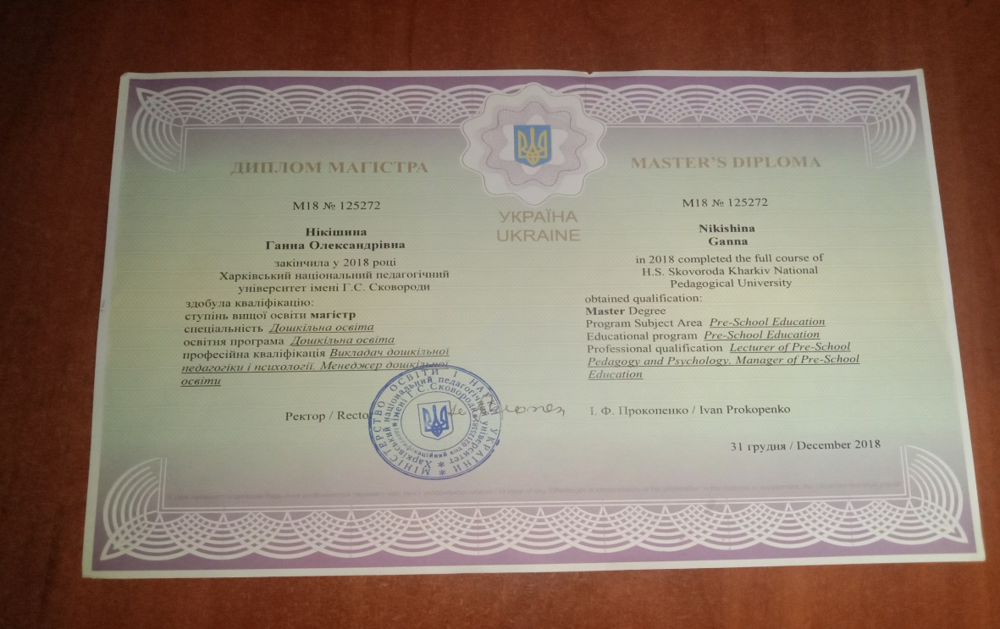 ДИПЛОМ МАГІСТРА
М18 № 125272
Нікішина
Ганна Олександрівна
закінчила у 2018 році
Харківський національний педагогічний
університет імені Г.С. Сковороди
здобула кваліфікацію:
ступінь вищої освіти магістр
спеціальність Дошкільна освіта
освітня програма Дошкільна освіта
професійна кваліфікація Викладач дошкільної
педагогіки і психології. Менеджер дошкільної
освіти
УКРАЇНА
UKRAINE
MASTER'S DIPLOMA
M18 № 125272
Nikishina
Ganna
in 2018 completed the full course of
H.S. Skovoroda Kharkiv National
Pedagogical University
obtained qualification:
Master Degree
Program Subject Area Pre-School Education
Educational program Pre-School Education
Professional qualification Lecturer of Pre-School
Pedagogy and Psychology. Manager of Pre-School
Education
Ректор / Rector
І. Ф. Прокопенко / Ivan Prokopenko
31 грудня / December 2018
МІНІСТЕРСТВО ОСВІТИ І НАУКИ УКРАЇНИ
Харківський національний педагогічний університет
імені Г.С.Сковороди
ідентифікаційний код 02125585